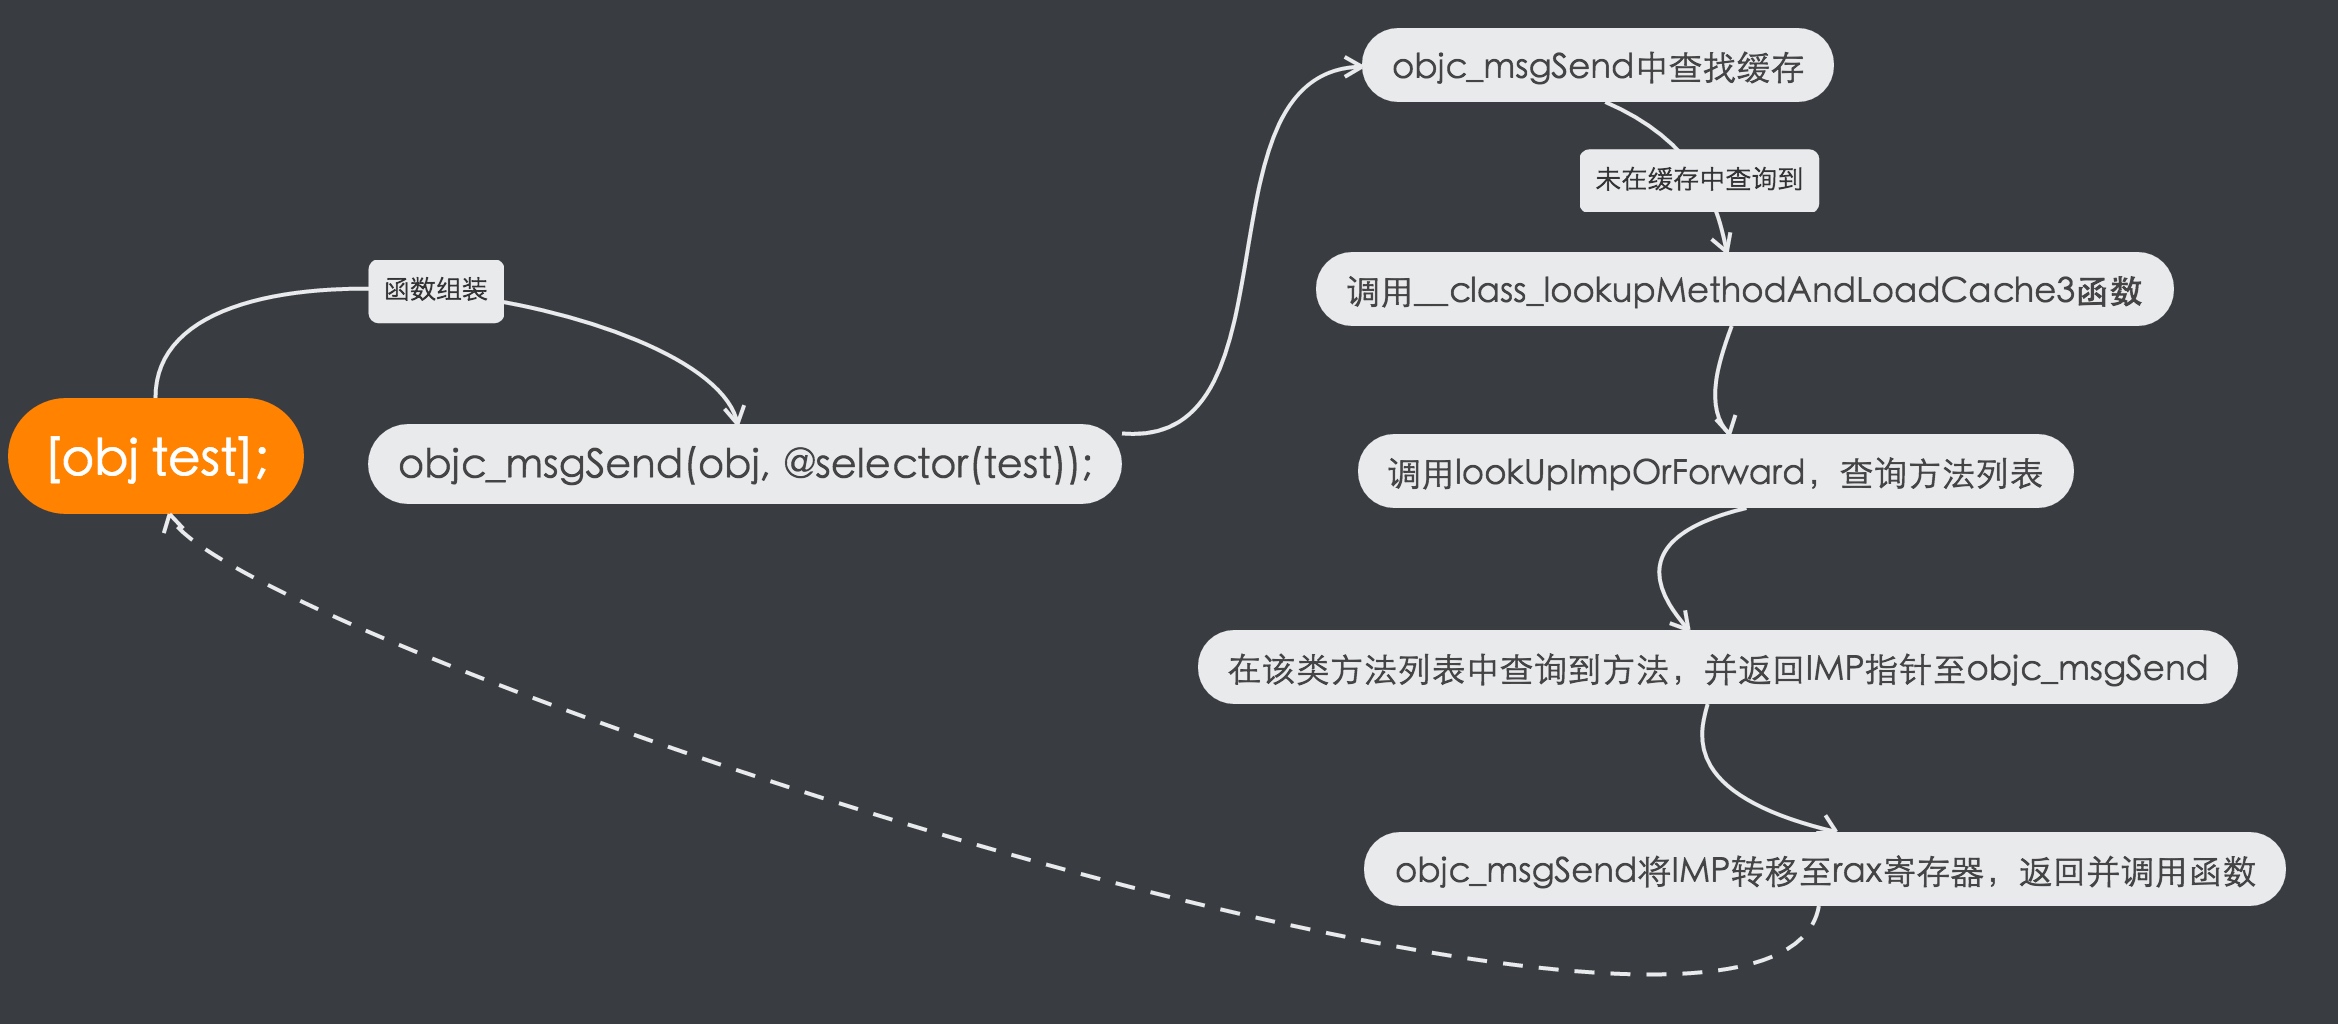 [obj test];
函数组装
objc_msgSend(obj, @selector(test));
objc_msgSend中查找缓存
未在缓存中查询到
调用__class_lookupMethodAndLoadCache3函数
调用lookUpImpOrForward，查询方法列表
在该类方法列表中查询到方法，并返回IMP指针至objc_msgSend
objc_msgSend将IMP转移至rax寄存器，返回并调用函数